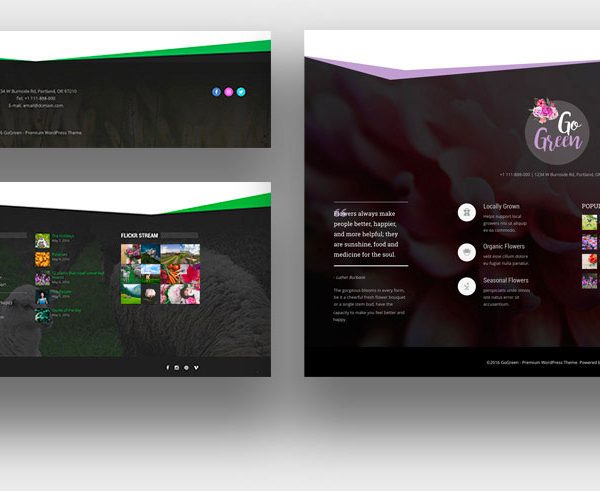 34 W Burnside Rd, Portland, OR 97210
Tel: +1 111-888-000
E-mail: email@domain.com
6 GoGreen - Premium WordPress Theme.
FLICKR STREAM
Go
Green
+1 111-888-000 | 1234 W Burnside Rd, Portland,
Flowers always make
people better, happier,
and more helpful; they
are sunshine, food and
medicine for the soul.
- Luther Burbank
The gorgeous blooms in every form,
be it a cheerful fresh flower bouquet
or a single stem bud, have the
capacity to make you feel better and
happy.
Locally Grown
Helps support local
growers nisi ut aliquip
ex ea commodo.
Organic Flowers
velit esse cillum dolore
eu fugiat nulla pariatur.
Seasonal Flowers
perspiciatis unde omnis
iste natus error sit
accusantium.
POPU
©2016 GoGreen - Premium WordPress Theme. Powered